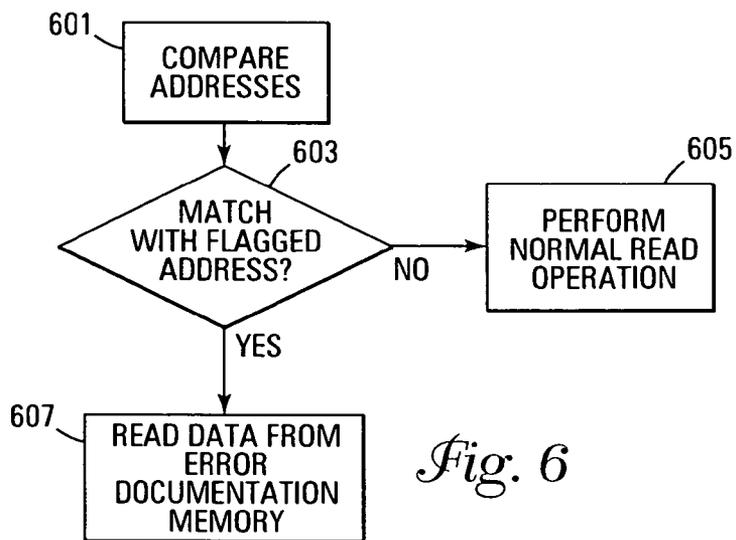 601
COMPARE
ADDRESSES
603
MATCH
WITH FLAGGED
ADDRESS?
NO
605
PERFORM
NORMAL READ
OPERATION
YES
607
READ DATA FROM
ERROR
DOCUMENTATION
MEMORY
Fig. 6